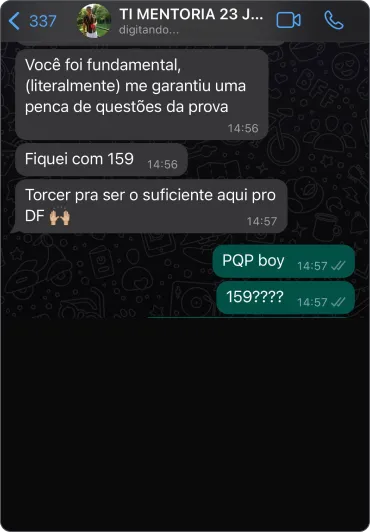 337
TI MENTORIA 23 J...
digitando...
Você foi fundamental,
(literalmente) me garantiu uma
penca de questões da prova
14:56
Fiquei com 159
14:56
Torcer pra ser o suficiente aqui pro
DF 🙌🏼
14:57
PQP boy
14:57
159????
14:57